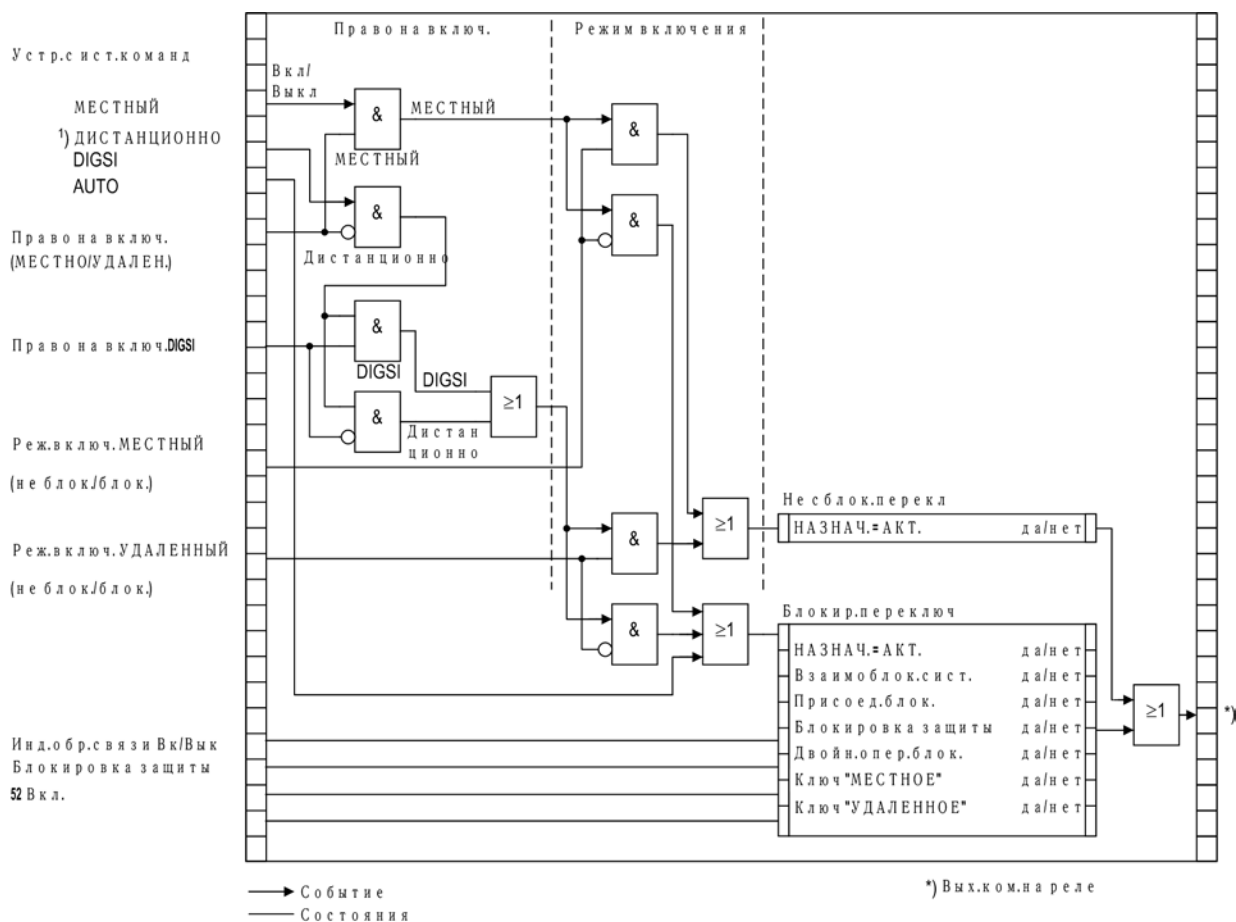 Право на включ.
Режим включения
Устр.сист.команд
Вкл/
Выкл
МЕСТНЫЙ
¹) ДИСТАНЦИОННО
DIGSI
AUTO
&
МЕСТНЫЙ
&
МЕСТНЫЙ
&
&
Право на включ.
(МЕСТНО/УДАЛЕН.)
Дистанционно
Право на включ.DIGSI
&
DIGSI
DIGSI
≥1
&
Дистан
ционно
Реж.включ.МЕСТНЫЙ
(не блок./блок.)
Не сблок.перекл
НАЗНАЧ.=АКТ. да/нет
&
≥1
Реж.включ.УДАЛЕННЫЙ
(не блок./блок.)
Блокир.переключ
&
≥1
НАЗНАЧ.=АКТ. да/нет
Взаимоблок.сист. да/нет
Присоед.блок. да/нет
Блокировка защиты да/нет
Двойн.опер.блок. да/нет
Ключ "МЕСТНОЕ" да/нет
Ключ "УДАЛЕННОЕ" да/нет
≥1
*)
Инд.обр.связи Вк/Вык
Блокировка защиты
52 Вкл.
Событие
Состояния
*) Вых.ком.на реле